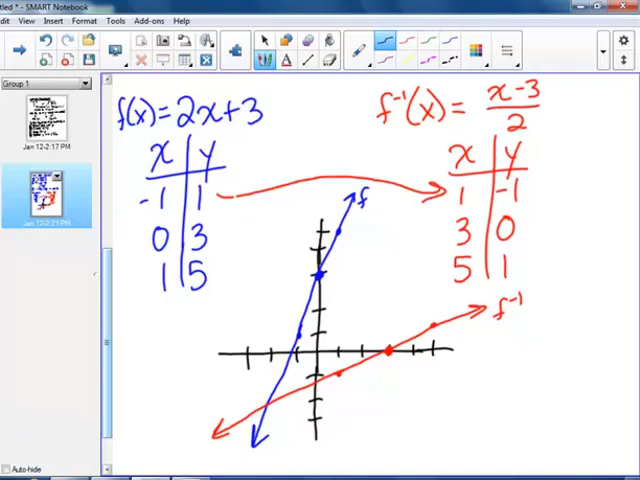 ntitled * - SMART Notebook
View Insert Format Tools Add-ons Help
Group 1
Jan 12-2:17 PM
Jan 12-2:21 PM
Auto-hide
f(x)=2x+3
x y
-1 1
0 3
1 5
f⁻¹(x)= x-3
2
x y
1 -1
3 0
5 1
f
f⁻¹